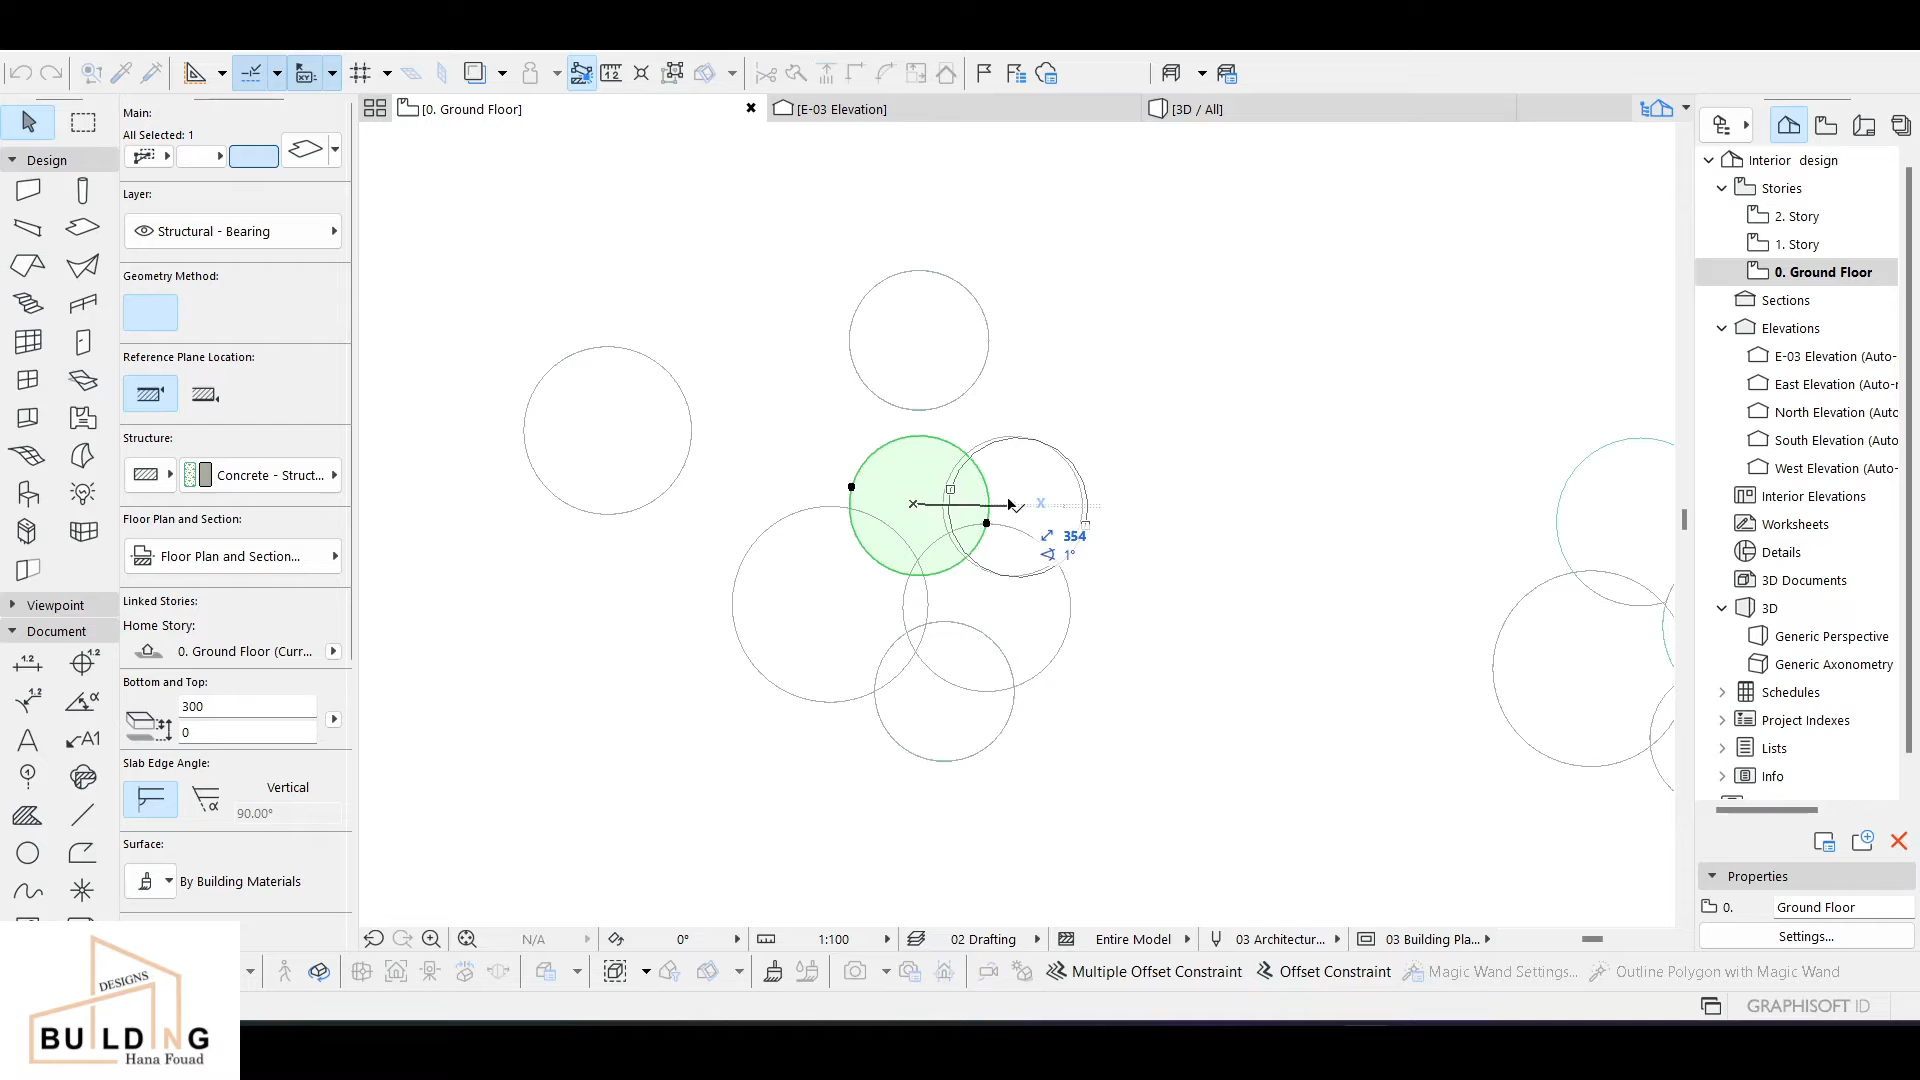 [0. Ground Floor]
[E-03 Elevation]
[3D / All]
Main:
All Selected: 1
Design
Layer:
Structural - Bearing
Geometry Method:
Reference Plane Location:
Structure:
Concrete - Struct...
Floor Plan and Section:
Floor Plan and Section...
Linked Stories:
Home Story:
0. Ground Floor (Curr...
Bottom and Top:
300
0
Slab Edge Angle:
Vertical
90.00°
Surface:
By Building Materials
Viewpoint
Document
X
354
1°
Interior design
Stories
2. Story
1. Story
0. Ground Floor
Sections
Elevations
E-03 Elevation (Auto-
East Elevation (Auto-r
North Elevation (Auto
South Elevation (Auto
West Elevation (Auto-
Interior Elevations
Worksheets
Details
3D Documents
3D
Generic Perspective
Generic Axonometry
Schedules
Project Indexes
Lists
Info
Properties
0. Ground Floor
Settings...
N/A 0° 1:100 02 Drafting Entire Model 03 Architectur... 03 Building Pla...
Multiple Offset Constraint Offset Constraint Magic Wand Settings... Outline Polygon with Magic Wand
GRAPHISOFT ID
DESIGNS
BUILDING
Hana Fouad